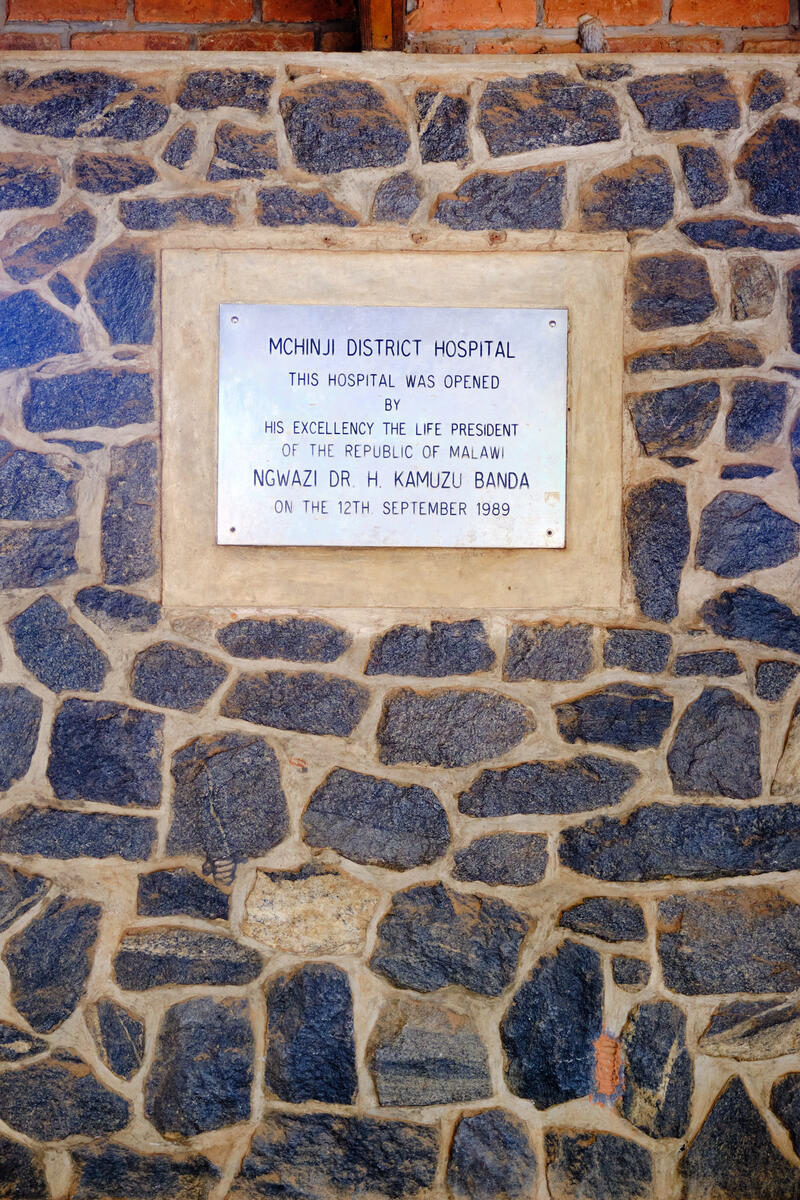 MCHINJI DISTRICT HOSPITAL
THIS HOSPITAL WAS OPENED
BY
HIS EXCELLENCY THE LIFE PRESIDENT
OF THE REPUBLIC OF MALAWI
NGWAZI DR. H. KAMUZU BANDA
ON THE 12TH SEPTEMBER 1989